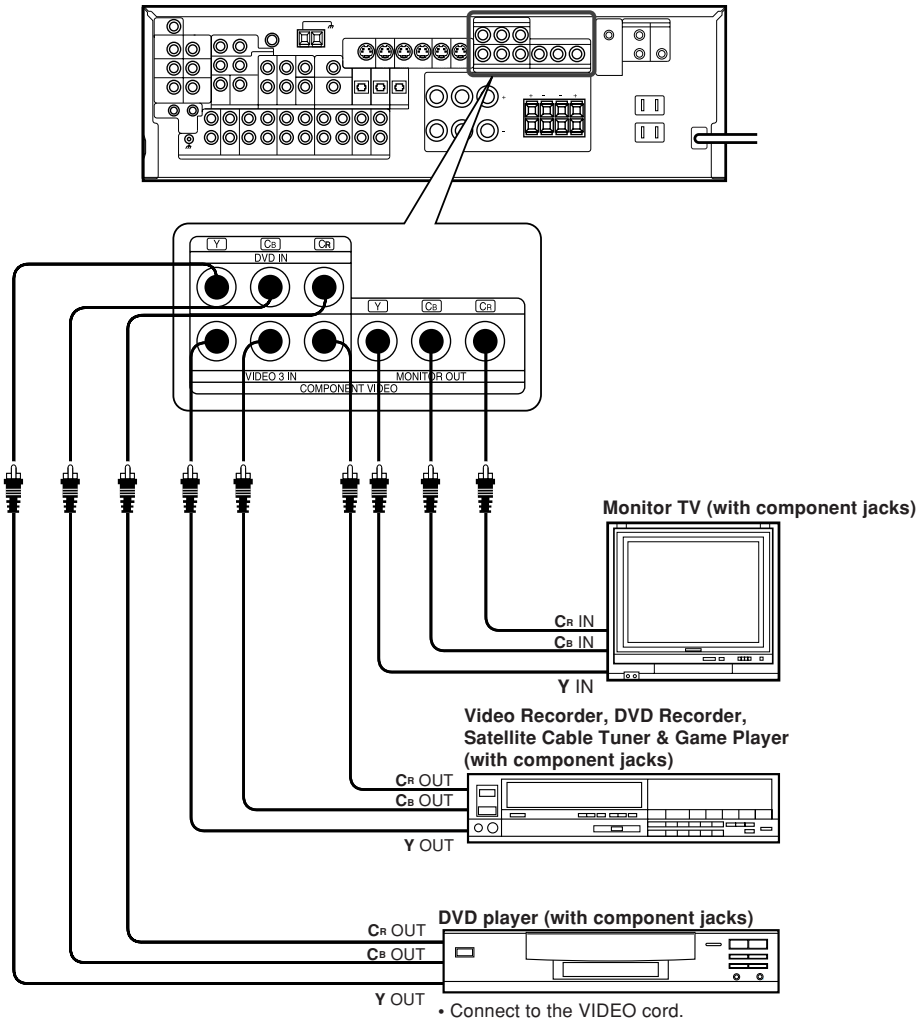 + - - +
+
-
Y CB CR
DVD IN
Y CB CR
VIDEO 3 IN MONITOR OUT
COMPONENT VIDEO
Monitor TV (with component jacks)
CR IN
CB IN
Y IN
Video Recorder, DVD Recorder,
Satellite Cable Tuner & Game Player
(with component jacks)
CR OUT
CB OUT
Y OUT
DVD player (with component jacks)
CR OUT
CB OUT
Y OUT
• Connect to the VIDEO cord.